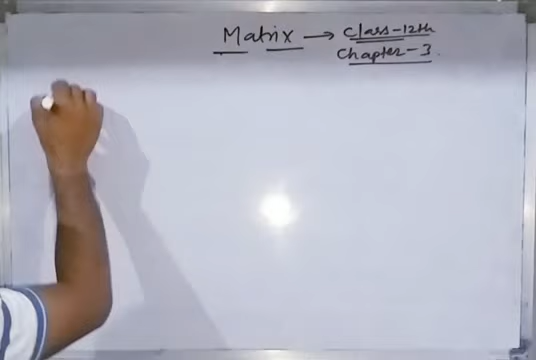 Matrix → Class-12th
Chapter-3.